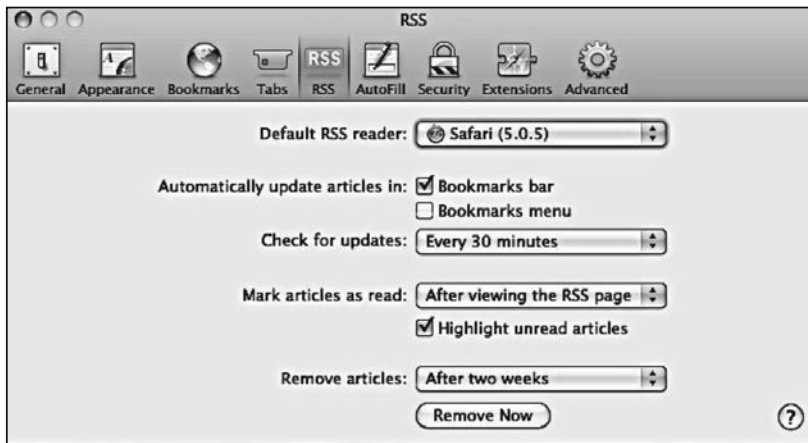 RSS
RSS
General Appearance Bookmarks Tabs RSS AutoFill Security Extensions Advanced
Default RSS reader: Safari (5.0.5)
Automatically update articles in: Bookmarks bar
Bookmarks menu
Check for updates: Every 30 minutes
Mark articles as read: After viewing the RSS page
Highlight unread articles
Remove articles: After two weeks
Remove Now
?